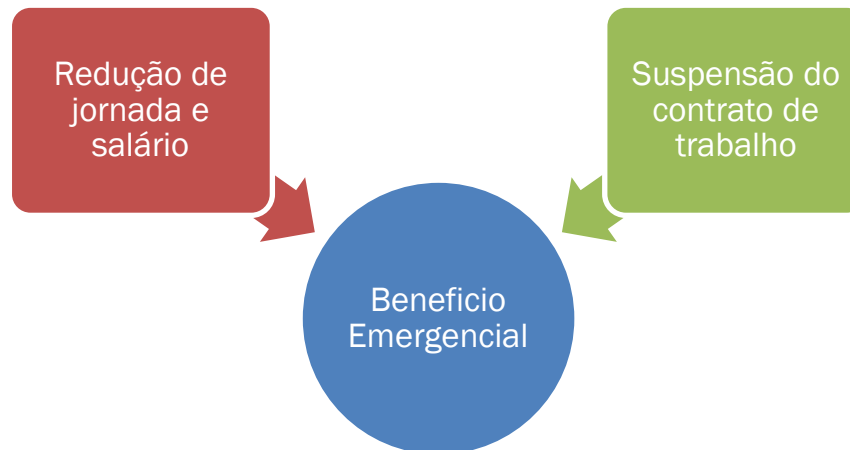 Redução de
jornada e
salário
Suspensão do
contrato de
trabalho
Beneficio
Emergencial